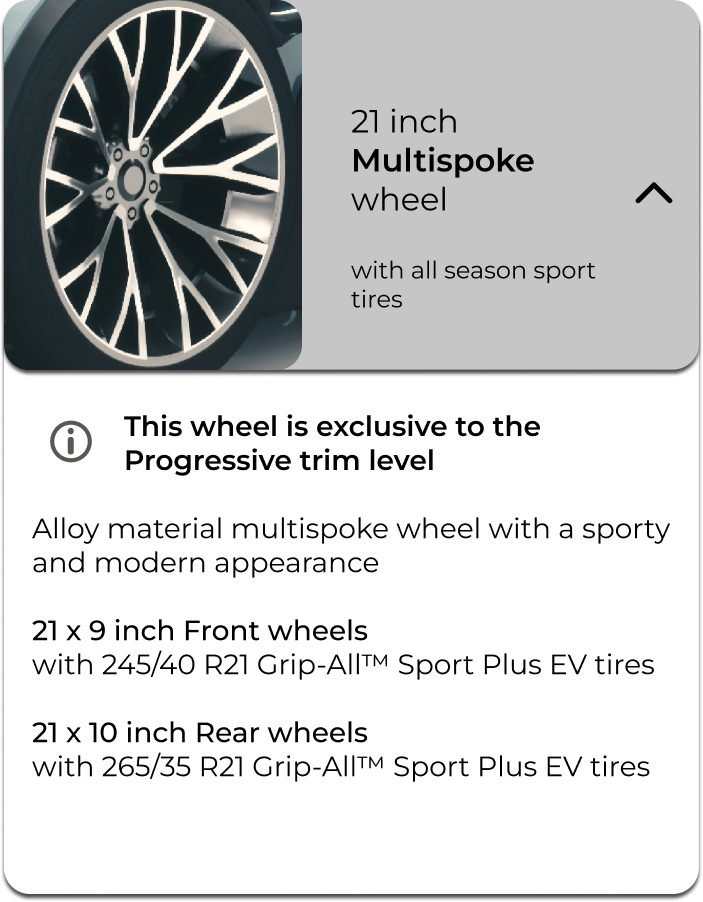 21 inch
Multispoke
wheel
with all season sport
tires
This wheel is exclusive to the
Progressive trim level
Alloy material multispoke wheel with a sporty
and modern appearance
21 x 9 inch Front wheels
with 245/40 R21 Grip-All™ Sport Plus EV tires
21 x 10 inch Rear wheels
with 265/35 R21 Grip-All™ Sport Plus EV tires